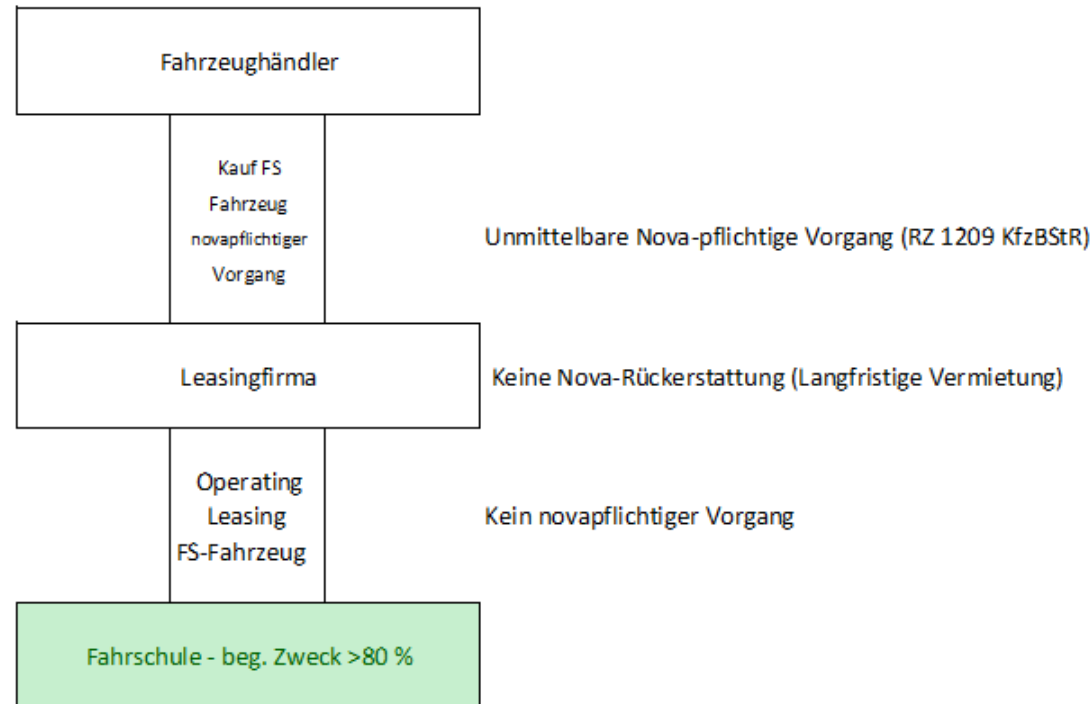 Fahrzeughändler
Kauf FS
Fahrzeug
novapflichtiger
Vorgang
Unmittelbare Nova-pflichtige Vorgang (RZ 1209 KfzBStR)
Leasingfirma
Keine Nova-Rückerstattung (Langfristige Vermietung)
Operating
Leasing
FS-Fahrzeug
Kein novapflichtiger Vorgang
Fahrschule - beg. Zweck >80 %